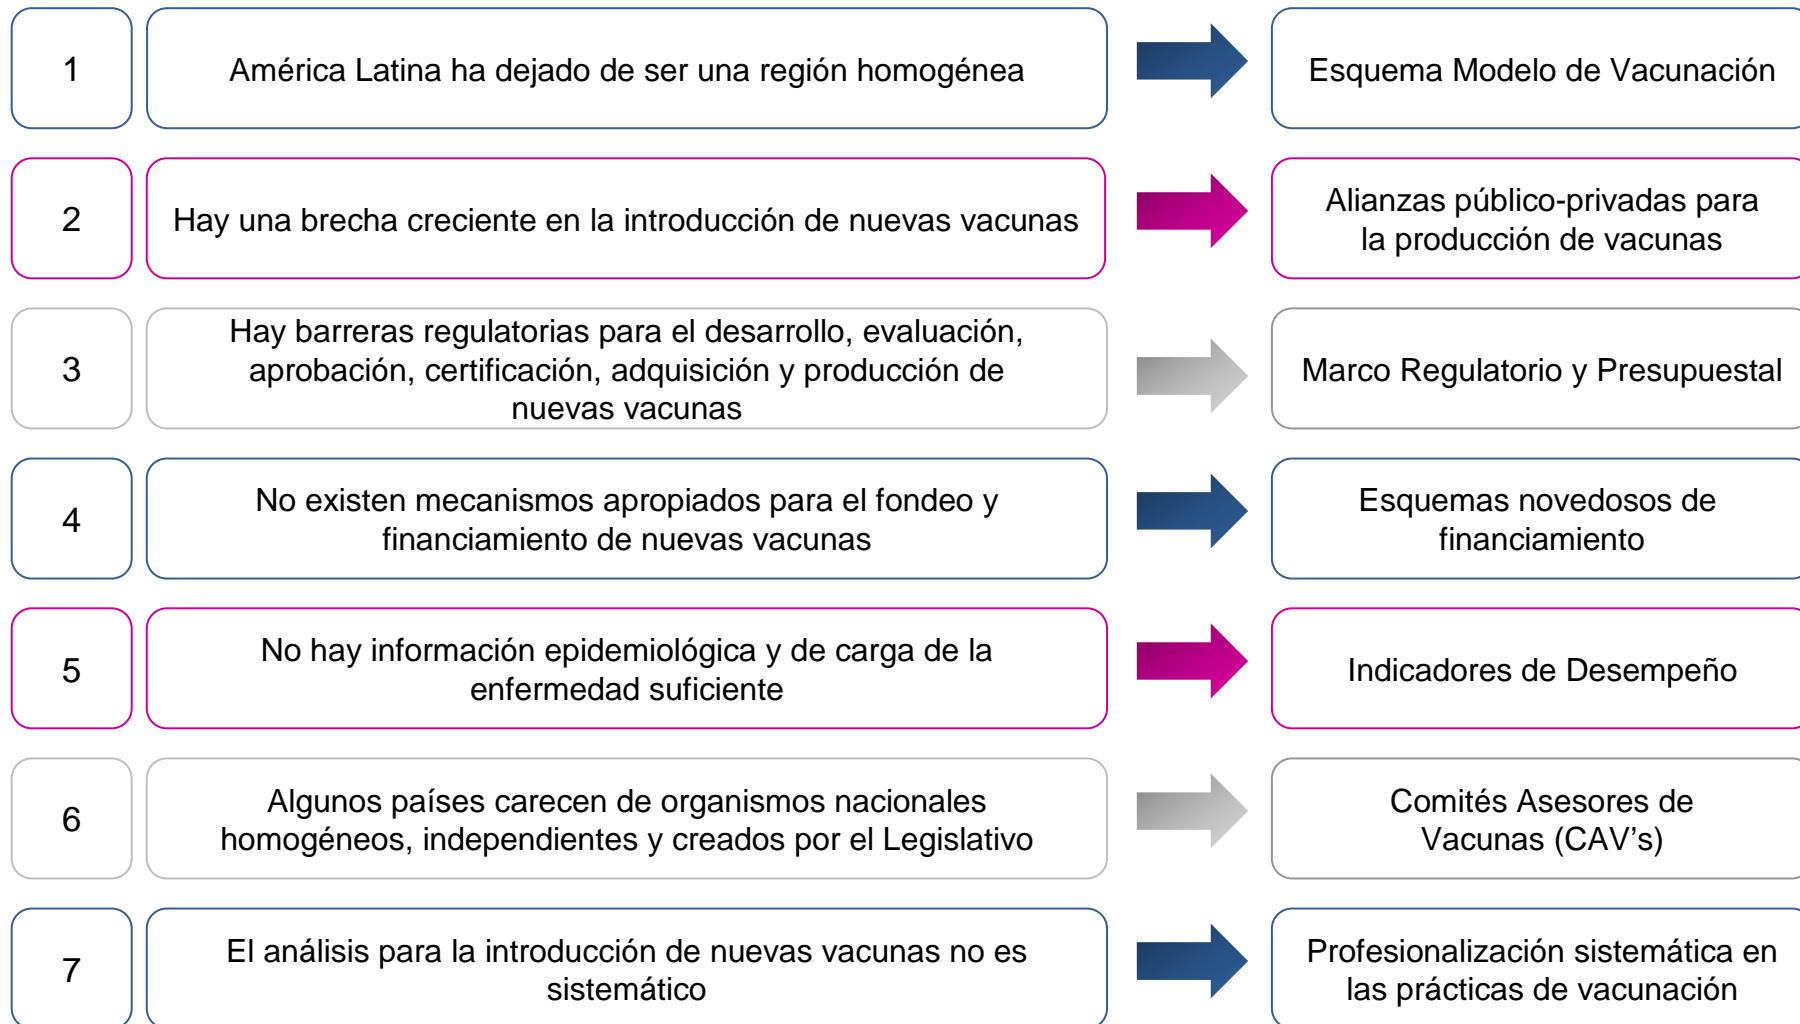 1
América Latina ha dejado de ser una región homogénea
Esquema Modelo de Vacunación
2
Hay una brecha creciente en la introducción de nuevas vacunas
Alianzas público-privadas para
la producción de vacunas
3
Hay barreras regulatorias para el desarrollo, evaluación,
aprobación, certificación, adquisición y producción de
nuevas vacunas
Marco Regulatorio y Presupuestal
4
No existen mecanismos apropiados para el fondeo y
financiamiento de nuevas vacunas
Esquemas novedosos de
financiamiento
5
No hay información epidemiológica y de carga de la
enfermedad suficiente
Indicadores de Desempeño
6
Algunos países carecen de organismos nacionales
homogéneos, independientes y creados por el Legislativo
Comités Asesores de
Vacunas (CAV’s)
7
El análisis para la introducción de nuevas vacunas no es
sistemático
Profesionalización sistemática en
las prácticas de vacunación